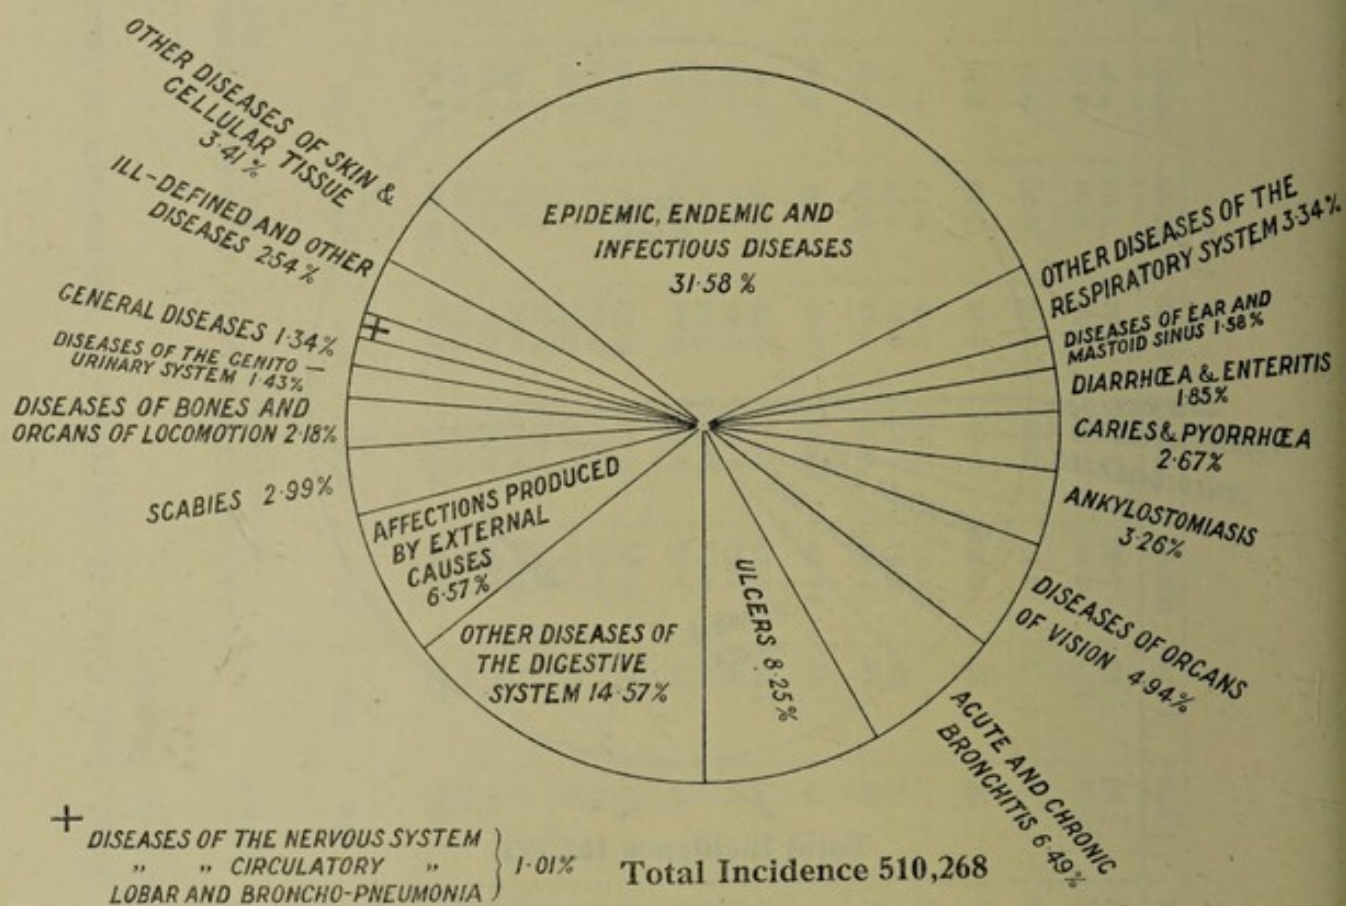 OTHER DISEASES OF SKIN &
CELLULAR TISSUE
3·41%
ILL-DEFINED AND OTHER
DISEASES 2·54%
GENERAL DISEASES 1·34%
DISEASES OF THE GENITO —
URINARY SYSTEM 1·43%
DISEASES OF BONES AND
ORGANS OF LOCOMOTION 2·18%
SCABIES 2·99%
+
AFFECTIONS PRODUCED
BY EXTERNAL
CAUSES
6·57%
OTHER DISEASES OF
THE DIGESTIVE
SYSTEM 14·57%
ULCERS 8·25%
EPIDEMIC, ENDEMIC AND
INFECTIOUS DISEASES
31·58 %
OTHER DISEASES OF THE
RESPIRATORY SYSTEM 3·34%
DISEASES OF EAR AND
MASTOID SINUS 1·58%
DIARRHŒA & ENTERITIS
1·85%
CARIES & PYORRHŒA
2·67%
ANKYLOSTOMIASIS
3·26%
DISEASES OF ORGANS
OF VISION 4·94%
ACUTE AND CHRONIC
BRONCHITIS 6·49%
+ DISEASES OF THE NERVOUS SYSTEM
„ „ CIRCULATORY „
LOBAR AND BRONCHO-PNEUMONIA } 1·01%
Total Incidence 510,268